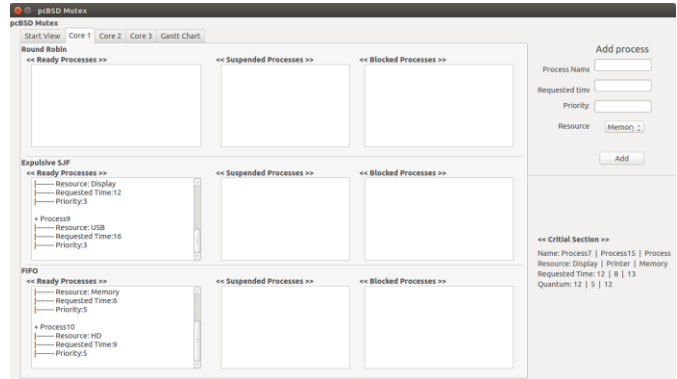 pcBSD Mutex
pcBSD Mutex
Start View Core 1 Core 2 Core 3 Gantt Chart
Round Robin
<< Ready Processes >> << Suspended Processes >> << Blocked Processes >>
Expulsive SJF
<< Ready Processes >> << Suspended Processes >> << Blocked Processes >>
|—— Resource: Display
|—— Requested Time:12
|—— Priority:3
+ Process9
|—— Resource: USB
|—— Requested Time:16
|—— Priority:3
FIFO
<< Ready Processes >> << Suspended Processes >> << Blocked Processes >>
|—— Resource: Memory
|—— Requested Time:6
|—— Priority:5
+ Process10
|—— Resource: HD
|—— Requested Time:9
|—— Priority:5
Add process
Process Name
Requested time
Priority
Resource Memory
Add
<< Critial Section >>
Name: Process7 | Process15 | Process
Resource: Display | Printer | Memory
Requested Time: 12 | 8 | 13
Quantum: 12 | 5 | 12